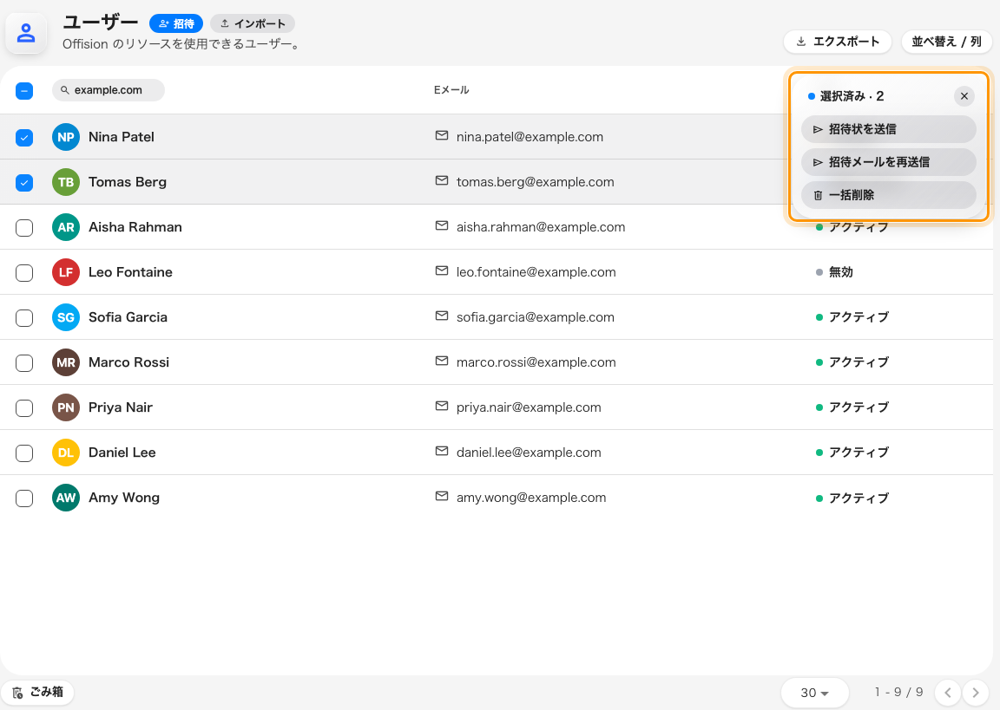 ユーザー
招待
インポート
Offision のリソースを使用できるユーザー。
エクスポート
並べ替え / 列
example.com
Eメール
選択済み · 2
招待状を送信
招待メールを再送信
一括削除
NP Nina Patel nina.patel@example.com
TB Tomas Berg tomas.berg@example.com
AR Aisha Rahman aisha.rahman@example.com アクティブ
LF Leo Fontaine leo.fontaine@example.com 無効
SG Sofia Garcia sofia.garcia@example.com アクティブ
MR Marco Rossi marco.rossi@example.com アクティブ
PN Priya Nair priya.nair@example.com アクティブ
DL Daniel Lee daniel.lee@example.com アクティブ
AW Amy Wong amy.wong@example.com アクティブ
ごみ箱
30
1 - 9 / 9